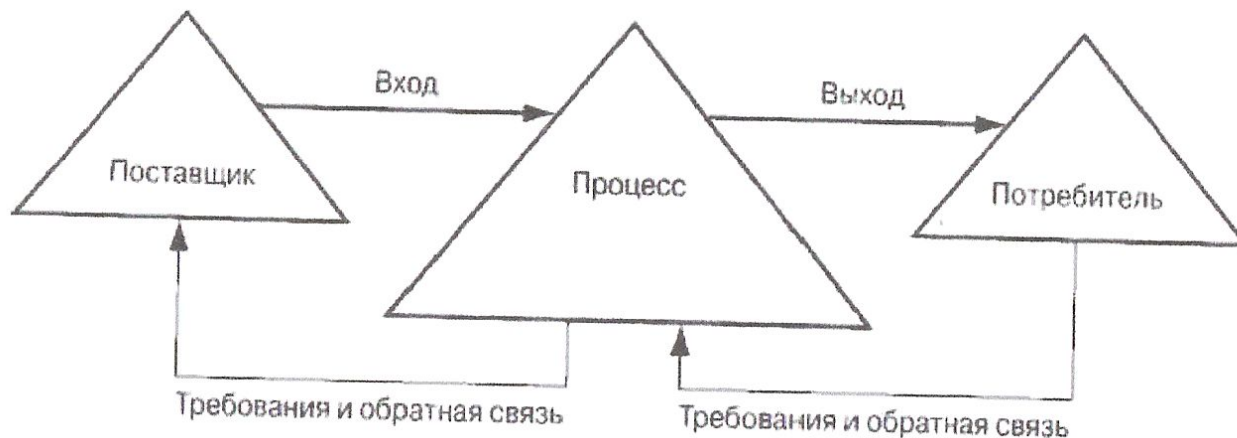 Вход
Выход
Поставщик
Процесс
Потребитель
Требования и обратная связь
Требования и обратная связь